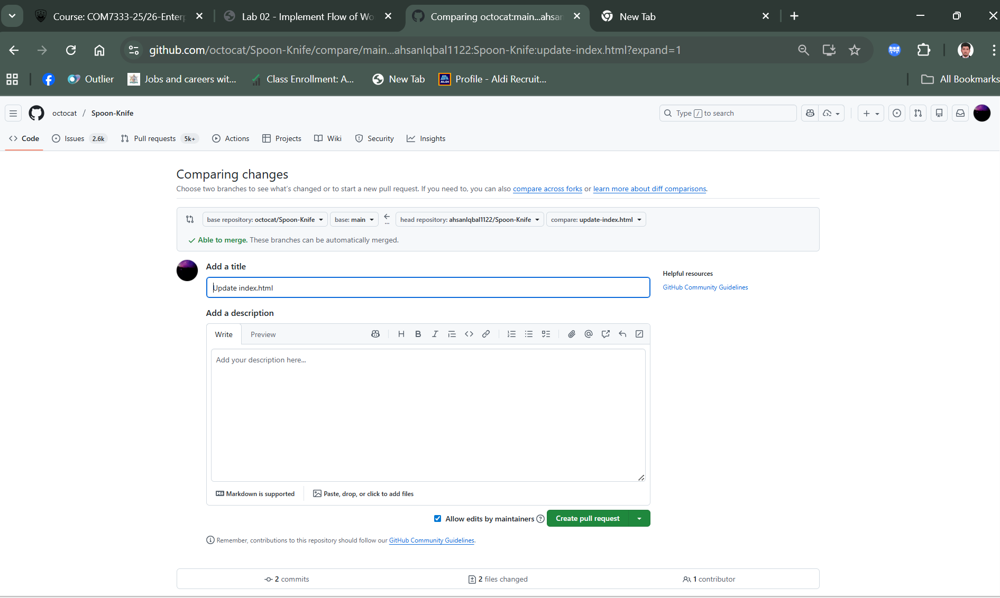 Course: COM7333-25/26-Enterp
Lab 02 - Implement Flow of Wo
Comparing octocat:main...ahsan
New Tab
github.com/octocat/Spoon-Knife/compare/main...ahsanIqbal1122:Spoon-Knife:update-index.html?expand=1
Outlier
Jobs and careers wit...
Class Enrollment: A...
New Tab
ALDI
Profile - Aldi Recruit...
All Bookmarks
octocat / Spoon-Knife
Type / to search
Code
Issues 2.6k
Pull requests 5k+
Actions
Projects
Wiki
Security
Insights
Comparing changes
Choose two branches to see what's changed or to start a new pull request. If you need to, you can also compare across forks or learn more about diff comparisons.
base repository: octocat/Spoon-Knife
base: main
...
head repository: ahsanIqbal1122/Spoon-Knife
compare: update-index.html
Able to merge. These branches can be automatically merged.
Add a title
Update index.html
Helpful resources
GitHub Community Guidelines
Add a description
Write
Preview
Add your description here...
Markdown is supported
Paste, drop, or click to add files
Allow edits by maintainers
Create pull request
Remember, contributions to this repository should follow our GitHub Community Guidelines.
2 commits
2 files changed
1 contributor